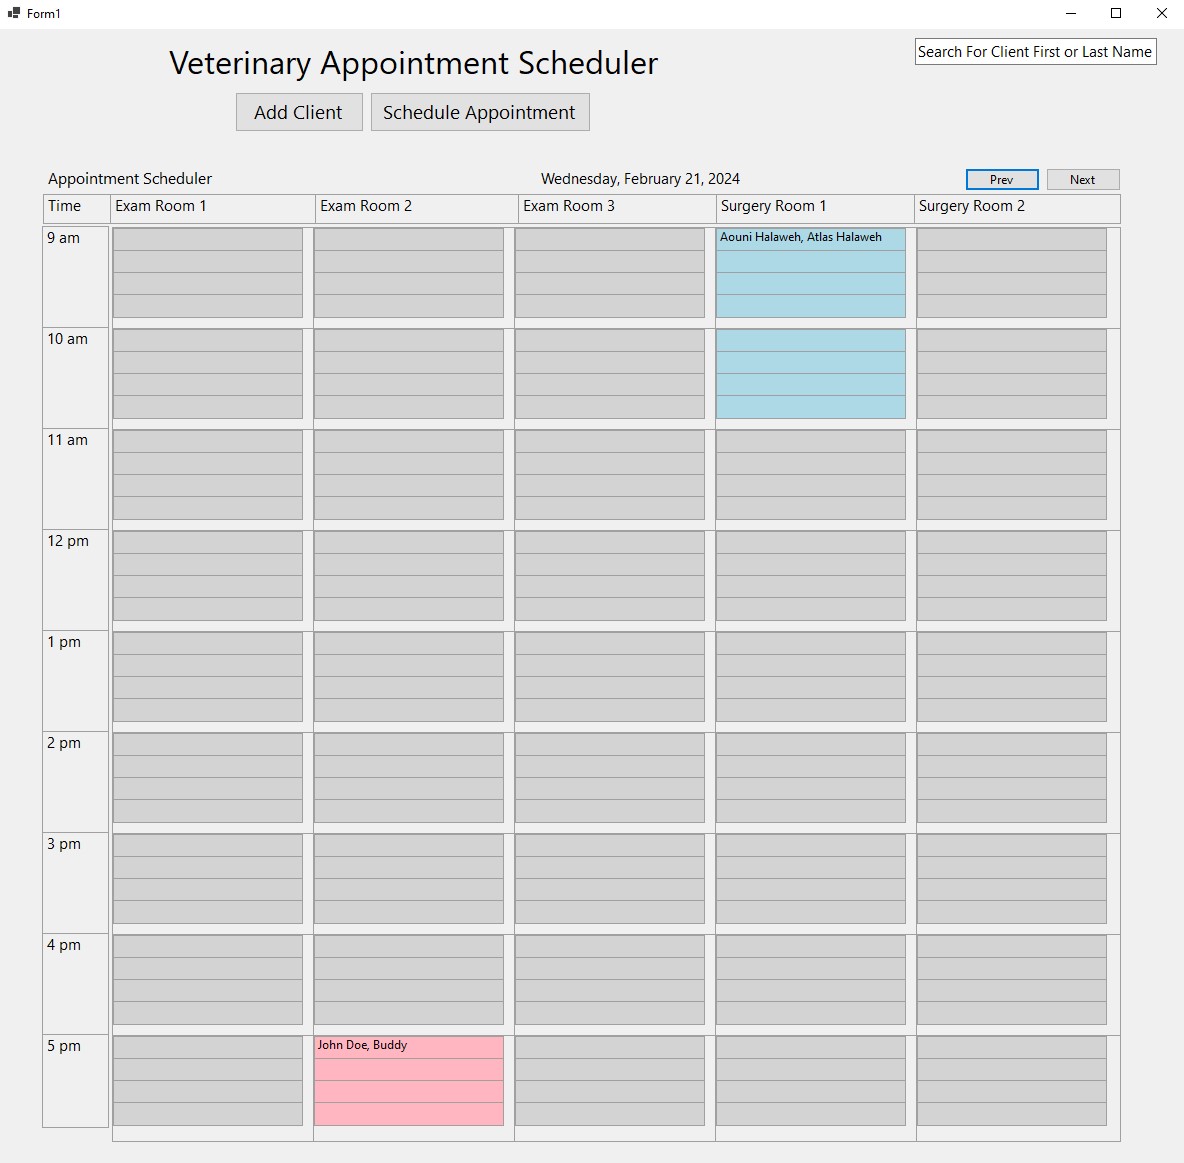 Form1
Search For Client First or Last Name
Veterinary Appointment Scheduler
Add Client Schedule Appointment
Appointment Scheduler Wednesday, February 21, 2024 Prev Next
Time Exam Room 1 Exam Room 2 Exam Room 3 Surgery Room 1 Surgery Room 2
9 am Aouni Halaweh, Atlas Halaweh
10 am
11 am
12 pm
1 pm
2 pm
3 pm
4 pm
5 pm John Doe, Buddy